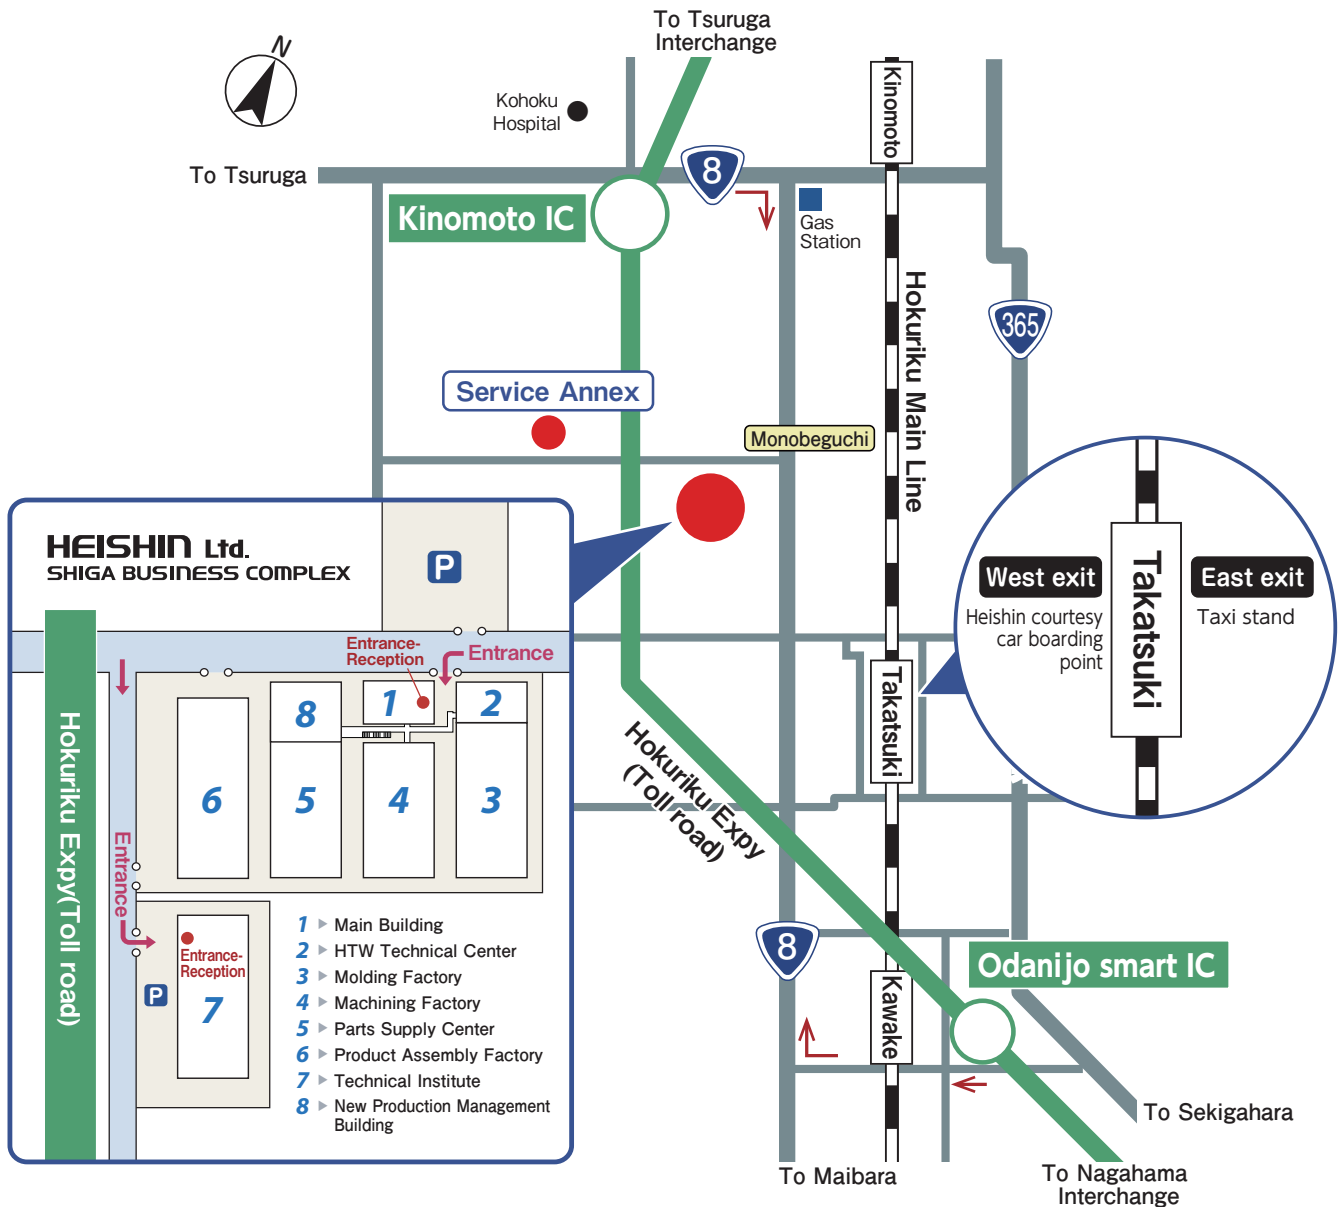 To Tsuruga
Interchange
N
Kohoku
Hospital
Kinomoto
To Tsuruga
8
Kinomoto IC
Gas
Station
Hokuriku Main Line
365
Service Annex
Monobeguchi
HEISHIN Ltd.
SHIGA BUSINESS COMPLEX
P
Entrance-
Reception
Entrance
1
2
8
6
5
4
3
Hokuriku Expy(Toll road)
Entrance
Entrance-
Reception
P
7
1 ▶ Main Building
2 ▶ HTW Technical Center
3 ▶ Molding Factory
4 ▶ Machining Factory
5 ▶ Parts Supply Center
6 ▶ Product Assembly Factory
7 ▶ Technical Institute
8 ▶ New Production Management
Building
West exit
Heishin courtesy
car boarding
point
Takatsuki
East exit
Taxi stand
Takatsuki
Hokuriku Expy
(Toll road)
8
Odanijo smart IC
Kawake
To Sekigahara
To Maibara
To Nagahama
Interchange